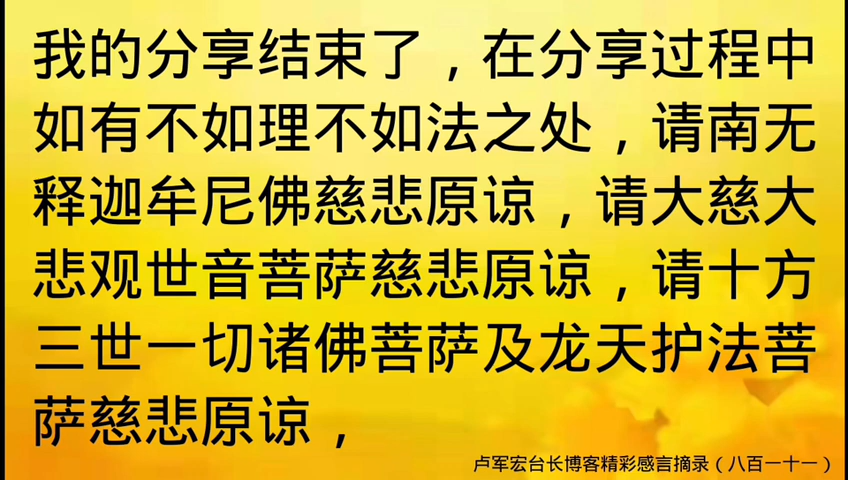 我的分享结束了，在分享过程中
如有不如理不如法之处，请南无
释迦牟尼佛慈悲原谅，请大慈大
悲观世音菩萨慈悲原谅，请十方
三世一切诸佛菩萨及龙天护法菩
萨慈悲原谅，
卢军宏台长博客精彩感言摘录（八百一十一）